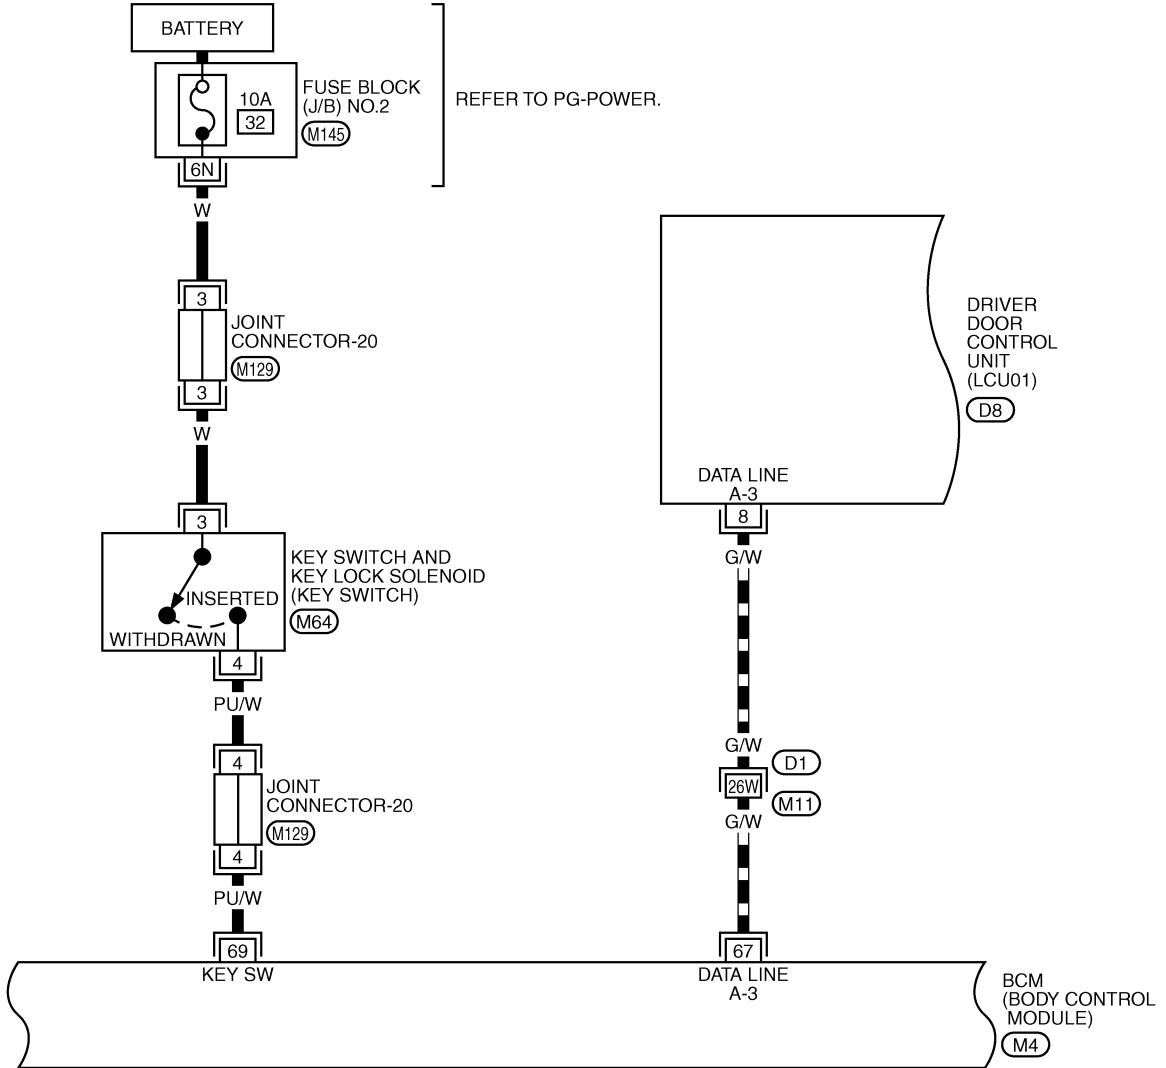 BATTERY
10A
32
FUSE BLOCK
(J/B) NO.2
M145
REFER TO PG-POWER.
6N
W
3
JOINT
CONNECTOR-20
M129
3
W
3
KEY SWITCH AND
KEY LOCK SOLENOID
(KEY SWITCH)
M64
INSERTED
WITHDRAWN
4
PU/W
4
JOINT
CONNECTOR-20
M129
4
PU/W
69
KEY SW
DRIVER
DOOR
CONTROL
UNIT
(LCU01)
D8
DATA LINE
A-3
8
G/W
G/W
D1
26W
M11
G/W
67
DATA LINE
A-3
BCM
(BODY CONTROL
MODULE)
M4